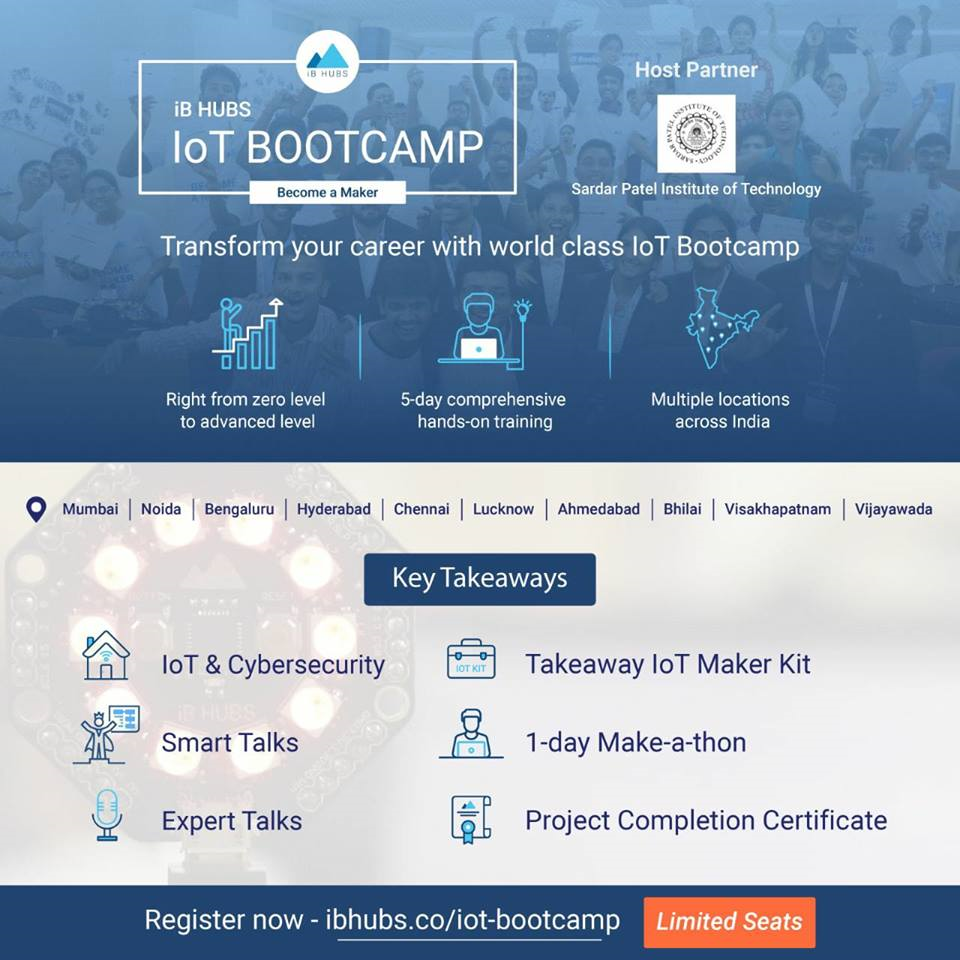 iB HUBS
iB HUBS
IoT BOOTCAMP
Become a Maker
Host Partner
SARDAR PATEL INSTITUTE OF TECHNOLOGY
Sardar Patel Institute of Technology
Transform your career with world class IoT Bootcamp
Right from zero level
to advanced level
5-day comprehensive
hands-on training
Multiple locations
across India
Mumbai | Noida | Bengaluru | Hyderabad | Chennai | Lucknow | Ahmedabad | Bhilai | Visakhapatnam | Vijayawada
Key Takeaways
IoT & Cybersecurity
IOT KIT
Takeaway IoT Maker Kit
iB HUBS
Smart Talks
1-day Make-a-thon
Expert Talks
Project Completion Certificate
Register now - ibhubs.co/iot-bootcamp
Limited Seats